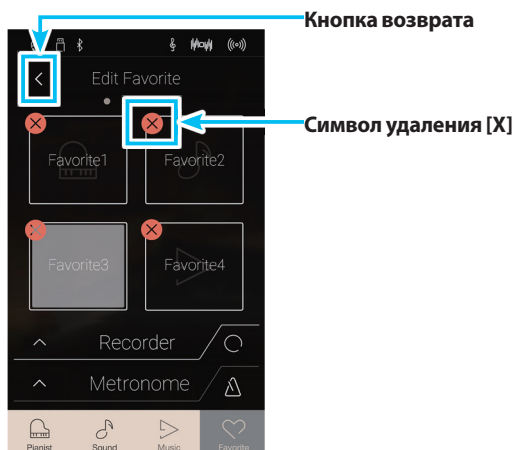 Кнопка возврата
Edit Favorite
Символ удаления [X]
Favorite1
Favorite2
Favorite3
Favorite4
Recorder
Metronome
Pianist
Sound
Music
Favorite